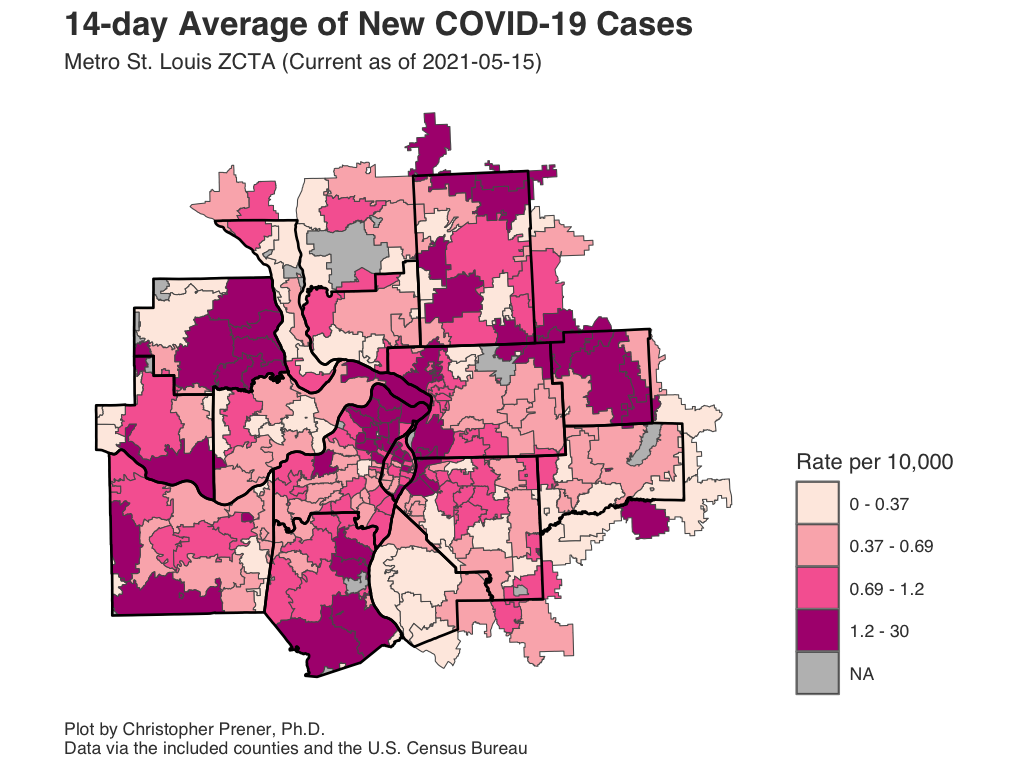 14-day Average of New COVID-19 Cases
Metro St. Louis ZCTA (Current as of 2021-05-15)
Rate per 10,000
0 - 0.37
0.37 - 0.69
0.69 - 1.2
1.2 - 30
NA
Plot by Christopher Prener, Ph.D.
Data via the included counties and the U.S. Census Bureau